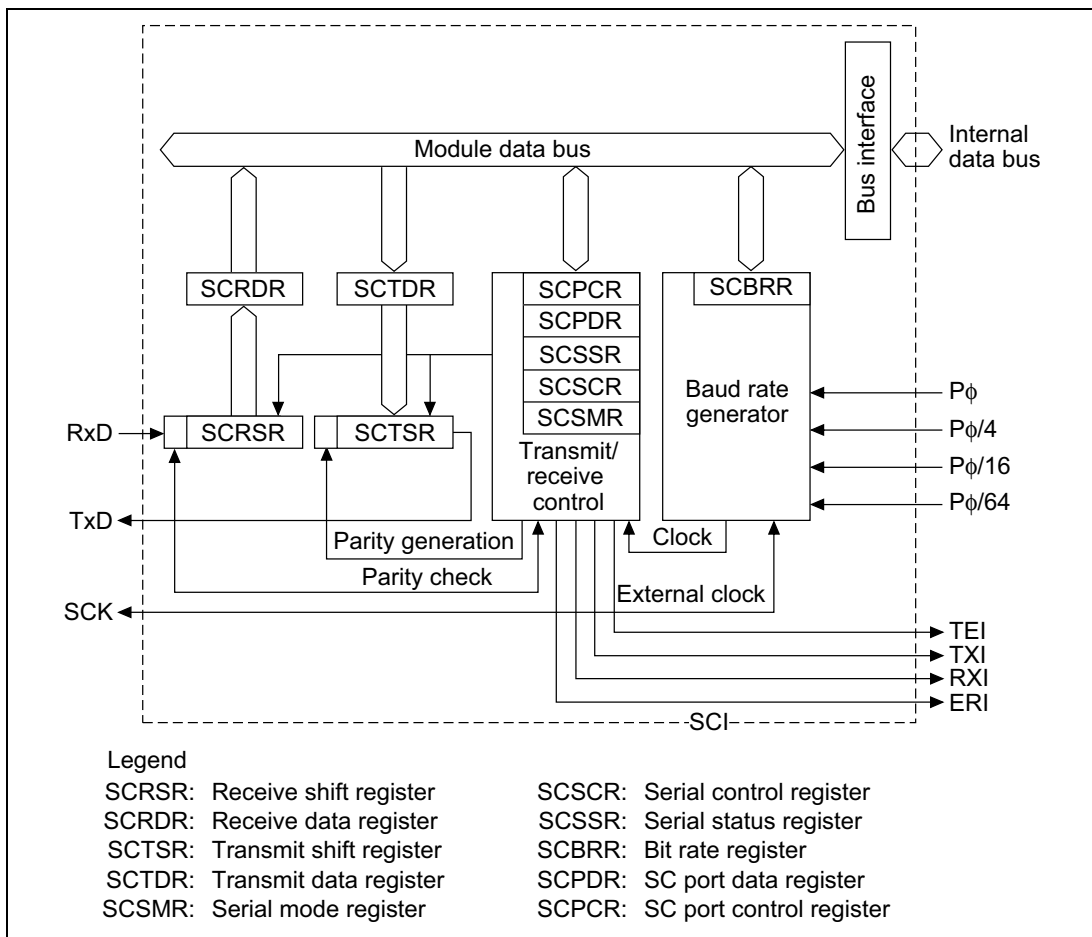 Module data bus
Bus interface
Internal
data bus
SCRDR
SCTDR
SCPCR
SCPDR
SCSSR
SCSCR
SCSMR
Transmit/
receive
control
SCBRR
Baud rate
generator
Pϕ
Pϕ/4
Pϕ/16
Pϕ/64
RxD
SCRSR
SCTSR
TxD
Parity generation
Parity check
Clock
External clock
SCK
TEI
TXI
RXI
ERI
SCI
Legend
SCRSR: Receive shift register
SCRDR: Receive data register
SCTSR: Transmit shift register
SCTDR: Transmit data register
SCSMR: Serial mode register
SCSCR: Serial control register
SCSSR: Serial status register
SCBRR: Bit rate register
SCPDR: SC port data register
SCPCR: SC port control register